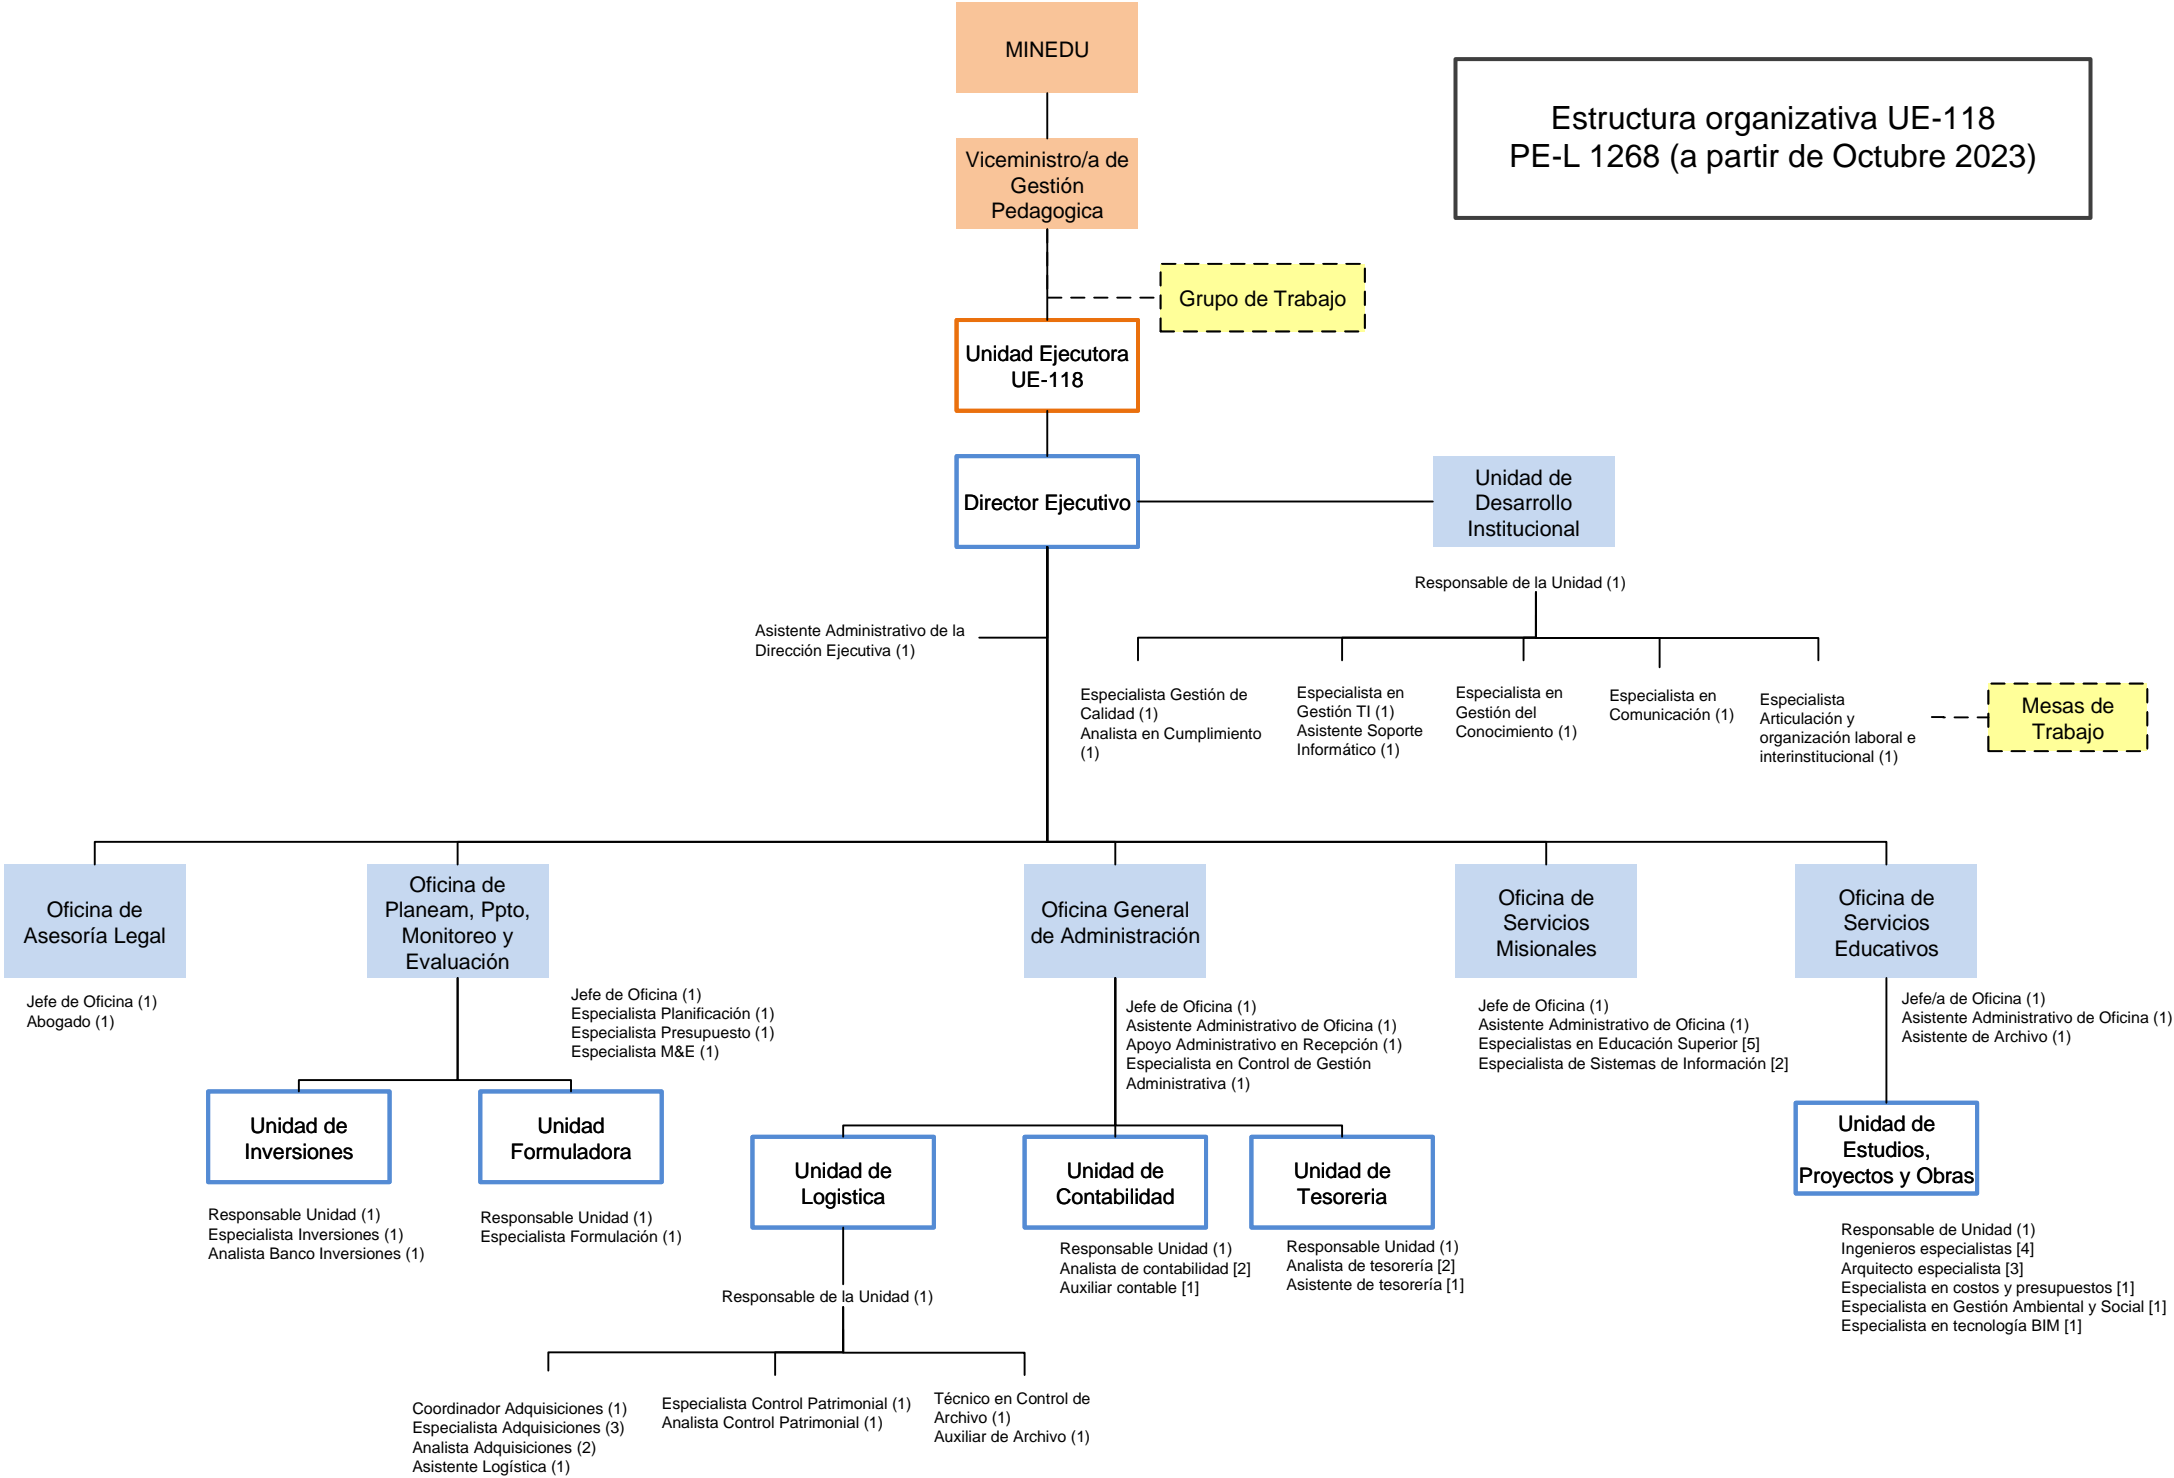 MINEDU
Estructura organizativa UE-118
PE-L 1268 (a partir de Octubre 2023)
Viceministro/a de
Gestión
Pedagogica
Grupo de Trabajo
Unidad Ejecutora
UE-118
Director Ejecutivo
Unidad de
Desarrollo
Institucional
Responsable de la Unidad (1)
Asistente Administrativo de la
Dirección Ejecutiva (1)
Especialista Gestión de
Calidad (1)
Analista en Cumplimiento
(1)
Especialista en
Gestión TI (1)
Asistente Soporte
Informático (1)
Especialista en
Gestión del
Conocimiento (1)
Especialista en
Comunicación (1)
Especialista
Articulación y
organización laboral e
interinstitucional (1)
Mesas de
Trabajo
Oficina de
Asesoría Legal
Oficina de
Planeam, Ppto,
Monitoreo y
Evaluación
Oficina General
de Administración
Oficina de
Servicios
Misionales
Oficina de
Servicios
Educativos
Jefe de Oficina (1)
Abogado (1)
Jefe de Oficina (1)
Especialista Planificación (1)
Especialista Presupuesto (1)
Especialista M&E (1)
Jefe de Oficina (1)
Asistente Administrativo de Oficina (1)
Apoyo Administrativo en Recepción (1)
Especialista en Control de Gestión
Administrativa (1)
Jefe de Oficina (1)
Asistente Administrativo de Oficina (1)
Especialistas en Educación Superior [5]
Especialista de Sistemas de Información [2]
Jefe/a de Oficina (1)
Asistente Administrativo de Oficina (1)
Asistente de Archivo (1)
Unidad de
Inversiones
Unidad
Formuladora
Unidad de
Logistica
Unidad de
Contabilidad
Unidad de
Tesoreria
Unidad de
Estudios,
Proyectos y Obras
Responsable Unidad (1)
Especialista Inversiones (1)
Analista Banco Inversiones (1)
Responsable Unidad (1)
Especialista Formulación (1)
Responsable de la Unidad (1)
Responsable Unidad (1)
Analista de contabilidad [2]
Auxiliar contable [1]
Responsable Unidad (1)
Analista de tesorería [2]
Asistente de tesorería [1]
Responsable de Unidad (1)
Ingenieros especialistas [4]
Arquitecto especialista [3]
Especialista en costos y presupuestos [1]
Especialista en Gestión Ambiental y Social [1]
Especialista en tecnología BIM [1]
Coordinador Adquisiciones (1)
Especialista Adquisiciones (3)
Analista Adquisiciones (2)
Asistente Logística (1)
Especialista Control Patrimonial (1)
Analista Control Patrimonial (1)
Técnico en Control de
Archivo (1)
Auxiliar de Archivo (1)